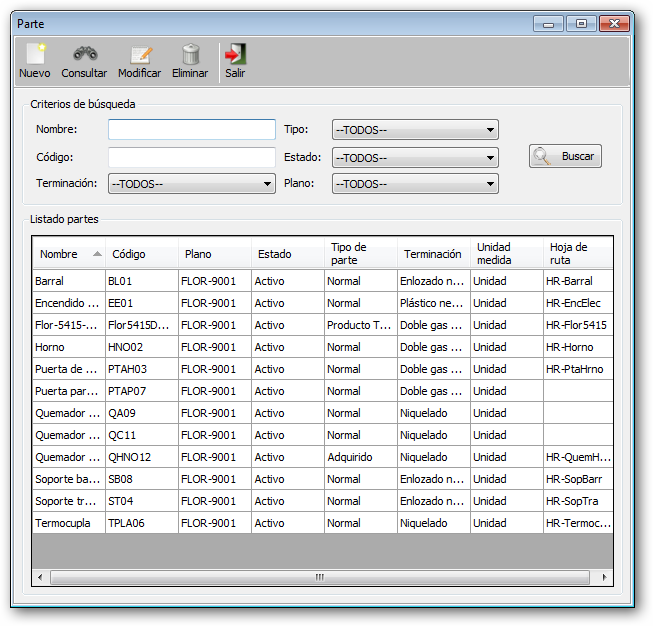 Parte
Nuevo Consultar Modificar Eliminar Salir
Criterios de búsqueda
Nombre: Tipo: --TODOS--
Código: Estado: --TODOS-- Buscar
Terminación: --TODOS-- Plano: --TODOS--
Listado partes
Nombre Código Plano Estado Tipo de parte Terminación Unidad medida Hoja de ruta
Barral BL01 FLOR-9001 Activo Normal Enlozado n... Unidad HR-Barral
Encendido ... EE01 FLOR-9001 Activo Normal Plástico ne... Unidad HR-EncElec
Flor-5415-... Flor5415D... FLOR-9001 Activo Producto T... Doble gas ... Unidad HR-Flor5415
Horno HNO02 FLOR-9001 Activo Normal Doble gas ... Unidad HR-Horno
Puerta de ... PTAH03 FLOR-9001 Activo Normal Doble gas ... Unidad HR-PtaHrno
Puerta par... PTAP07 FLOR-9001 Activo Normal Doble gas ... Unidad
Quemador ... QA09 FLOR-9001 Activo Normal Niquelado Unidad
Quemador ... QC11 FLOR-9001 Activo Normal Niquelado Unidad
Quemador ... QHNO12 FLOR-9001 Activo Adquirido Niquelado Unidad HR-QuemH...
Soporte ba... SB08 FLOR-9001 Activo Normal Enlozado n... Unidad HR-SopBarr
Soporte tr... ST04 FLOR-9001 Activo Normal Enlozado n... Unidad HR-SopTra
Termocupla TPLA06 FLOR-9001 Activo Normal Niquelado Unidad HR-Termoc...